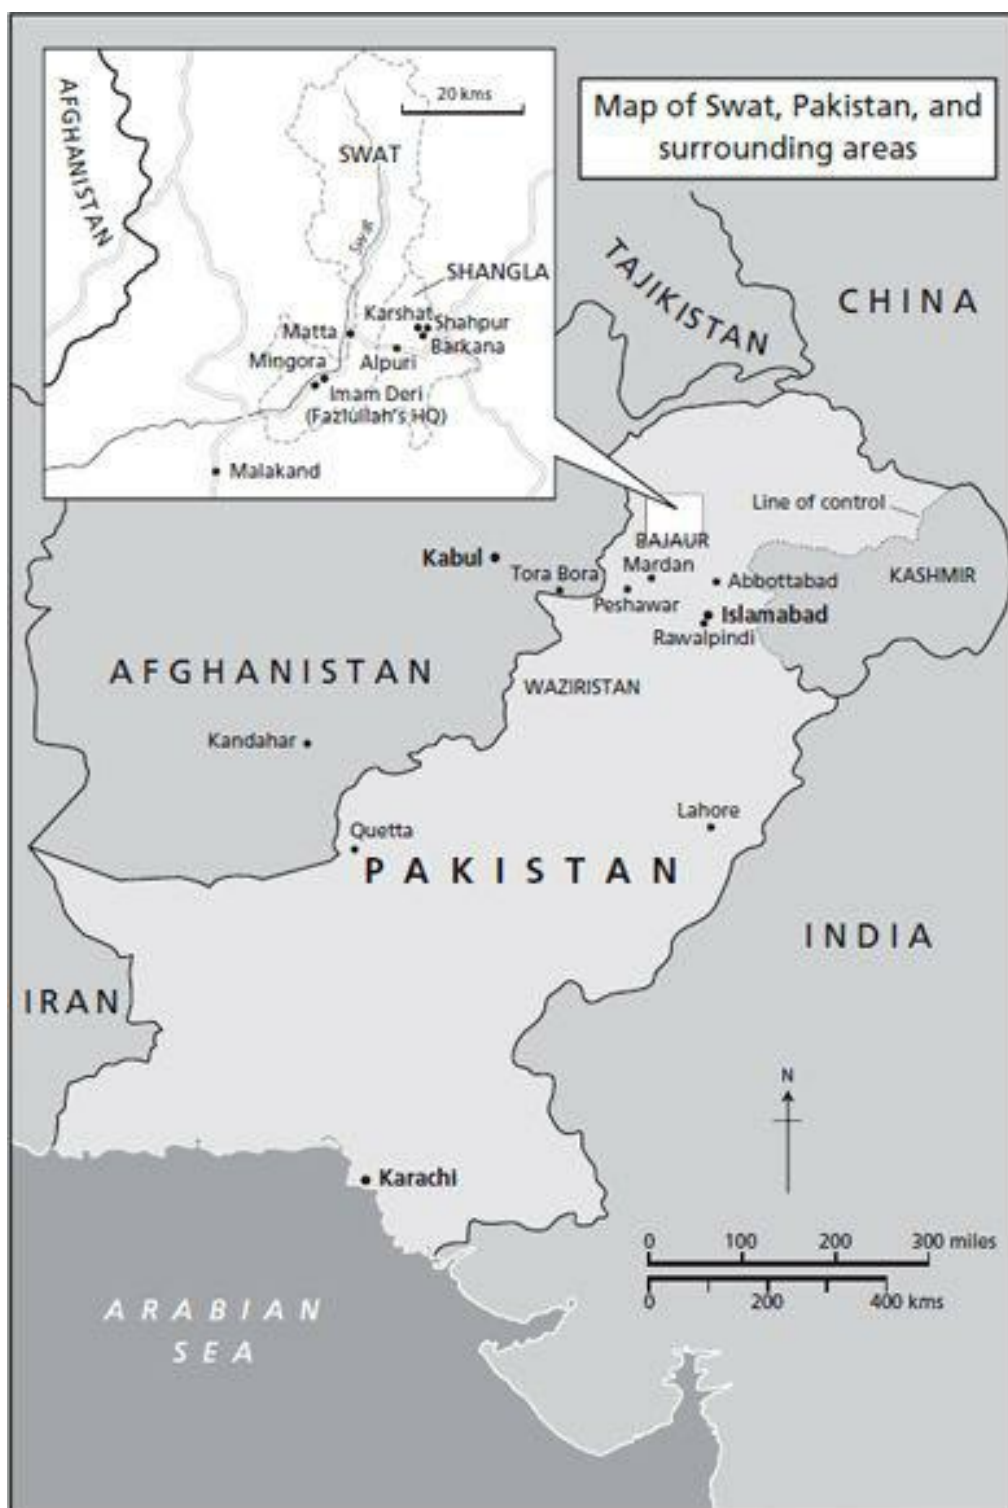 Map of Swat, Pakistan, and
surrounding areas
AFGHANISTAN
20 kms
SWAT
Swat
SHANGLA
Karshat
Shahpur
Matta
Barkana
Mingora
Alpuri
Imam Deri
(Fazlullah's HQ)
Malakand
TAJIKISTAN
CHINA
Line of control
BAJAUR
Kabul
Mardan
Tora Bora
Abbottabad
KASHMIR
Peshawar
Islamabad
Rawalpindi
AFGHANISTAN
WAZIRISTAN
Kandahar
Lahore
Quetta
PAKISTAN
INDIA
IRAN
N
Karachi
0 100 200 300 miles
0 200 400 kms
ARABIAN
SEA